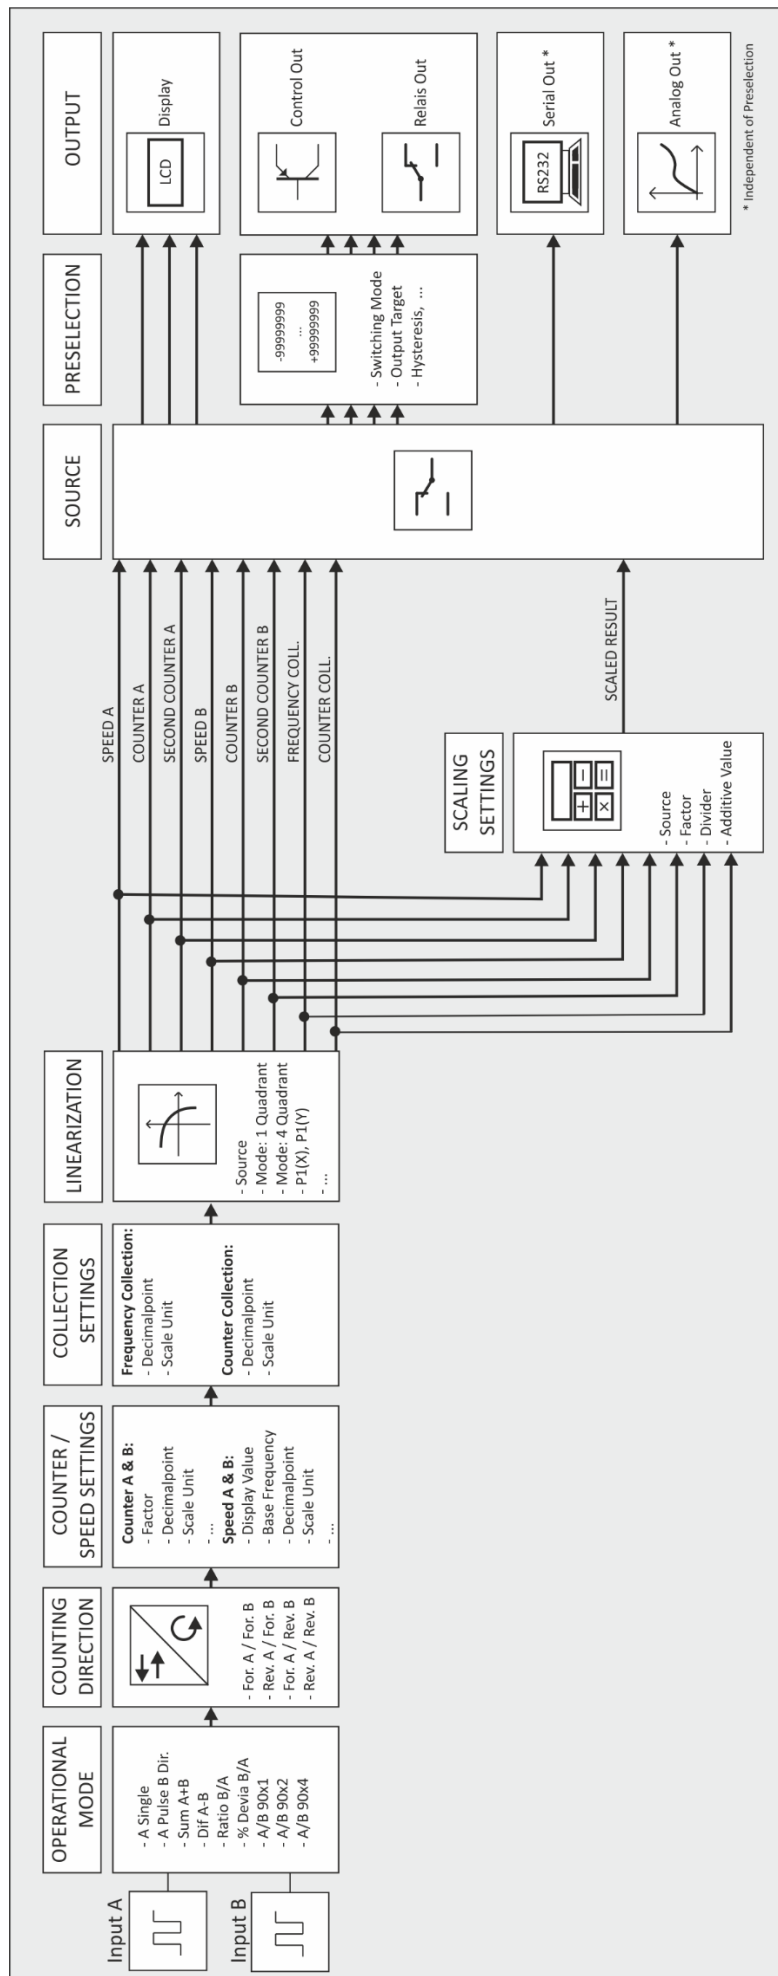 Input A
Input B
OPERATIONAL
MODE
- A Single
- A Pulse B Dir.
- Sum A+B
- Dif A-B
- Ratio B/A
- % Devia B/A
- A/B 90x1
- A/B 90x2
- A/B 90x4
COUNTING
DIRECTION
- For. A / For. B
- Rev. A / For. B
- For. A / Rev. B
- Rev. A / Rev. B
COUNTER /
SPEED SETTINGS
Counter A & B:
- Factor
- Decimalpoint
- Scale Unit
- ...
Speed A & B:
- Display Value
- Base Frequency
- Decimalpoint
- Scale Unit
- ...
COLLECTION
SETTINGS
Frequency Collection:
- Decimalpoint
- Scale Unit
Counter Collection:
- Decimalpoint
- Scale Unit
LINEARIZATION
- Source
- Mode: 1 Quadrant
- Mode: 4 Quadrant
- P1(X), P1(Y)
- ...
SPEED A
COUNTER A
SECOND COUNTER A
SPEED B
COUNTER B
SECOND COUNTER B
FREQUENCY COLL.
COUNTER COLL.
SCALING
SETTINGS
+ −
× =
- Source
- Factor
- Divider
- Additive Value
SCALED RESULT
SOURCE
PRESELECTION
-99999999
...
+99999999
- Switching Mode
- Output Target
- Hysteresis, ...
OUTPUT
LCD
Display
Control Out
Relais Out
RS232
Serial Out *
Analog Out *
* Independent of Preselection